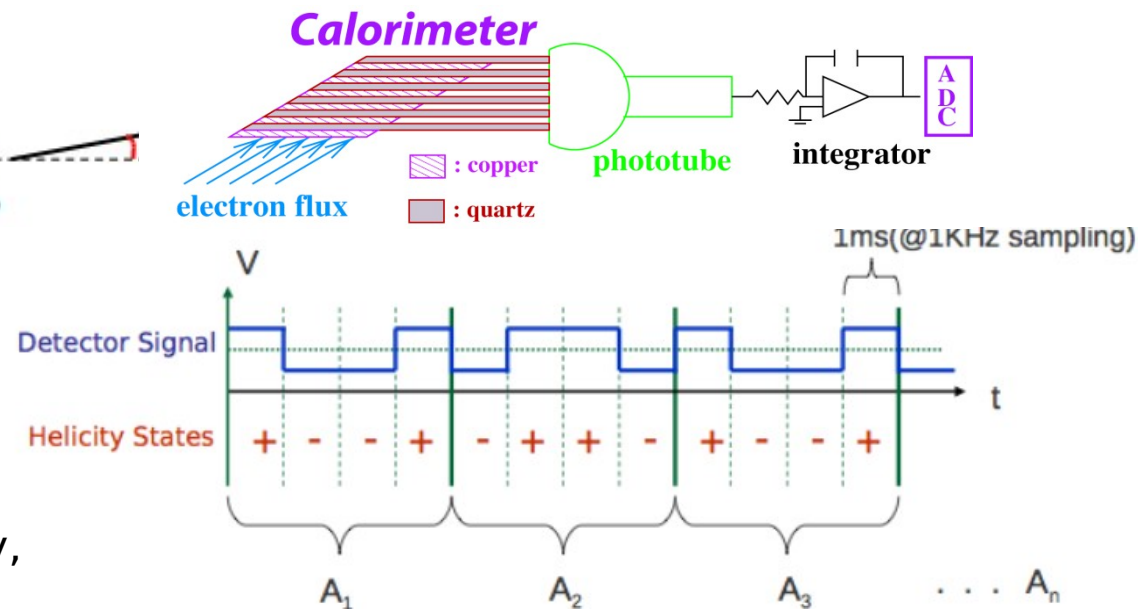 Calorimeter
A
D
C
: copper
phototube
integrator
electron flux
: quartz
1ms(@1KHz sampling)
V
Detector Signal
t
Helicity States
+ - - + - + + - + - - +
A1 A2 A3 . . . An